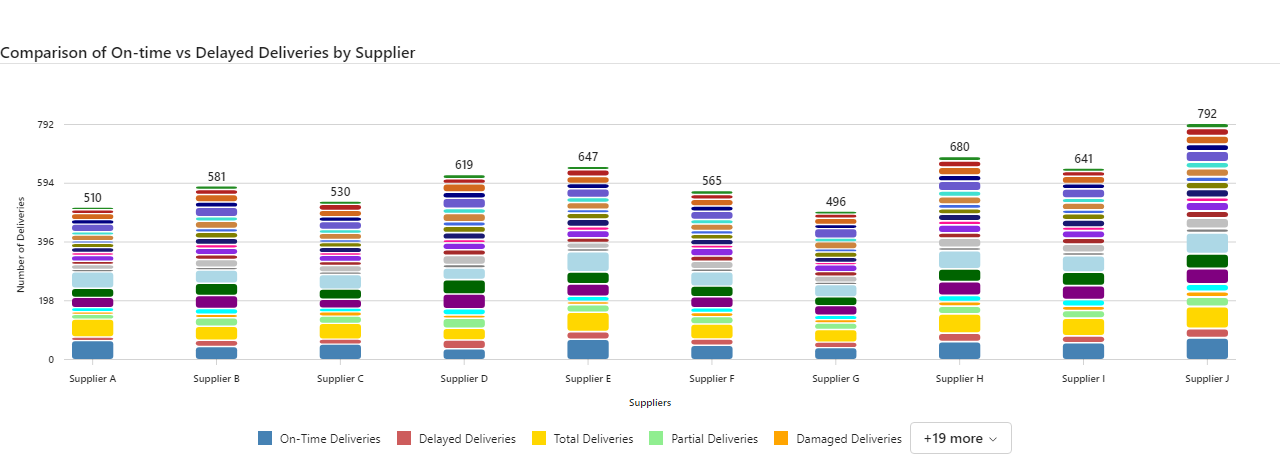 Comparison of On-time vs Delayed Deliveries by Supplier
Number of Deliveries
792
594
396
198
0
510
581
530
619
647
565
496
680
641
792
Supplier A
Supplier B
Supplier C
Supplier D
Supplier E
Supplier F
Supplier G
Supplier H
Supplier I
Supplier J
Suppliers
On-Time Deliveries
Delayed Deliveries
Total Deliveries
Partial Deliveries
Damaged Deliveries
+19 more